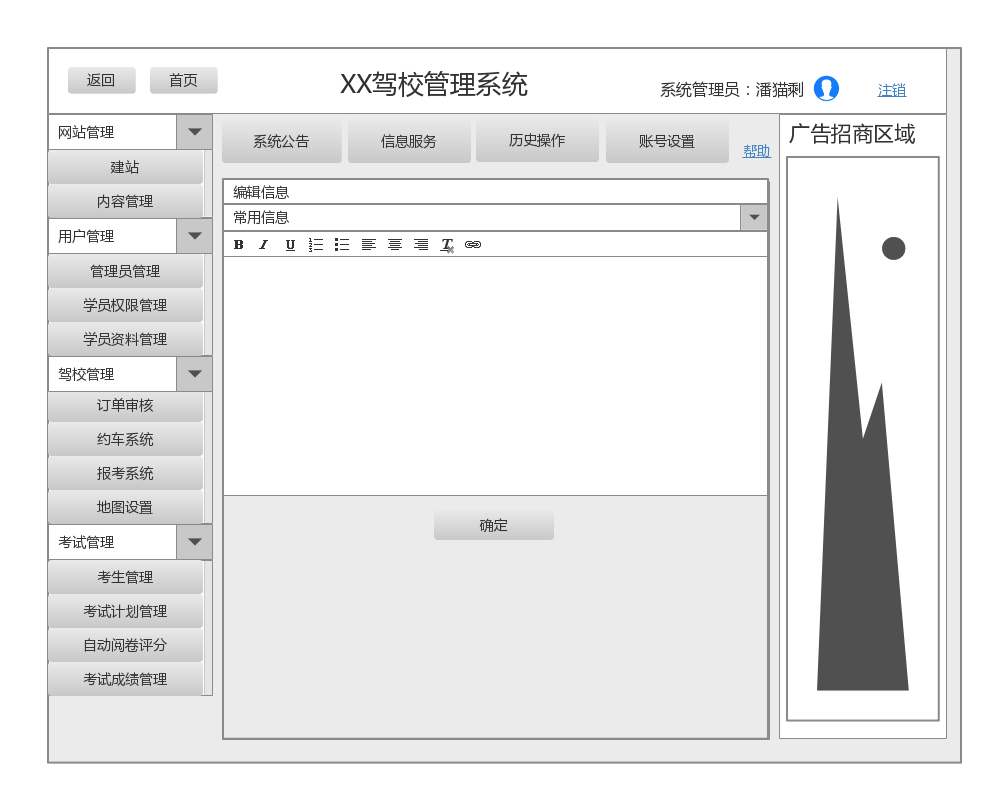 返回
首页
XX驾校管理系统
系统管理员：潘猫剩
注销
网站管理
建站
内容管理
用户管理
管理员管理
学员权限管理
学员资料管理
驾校管理
订单审核
约车系统
报考系统
地图设置
考试管理
考生管理
考试计划管理
自动阅卷评分
考试成绩管理
系统公告
信息服务
历史操作
账号设置
帮助
编辑信息
常用信息
B I U T
确定
广告招商区域